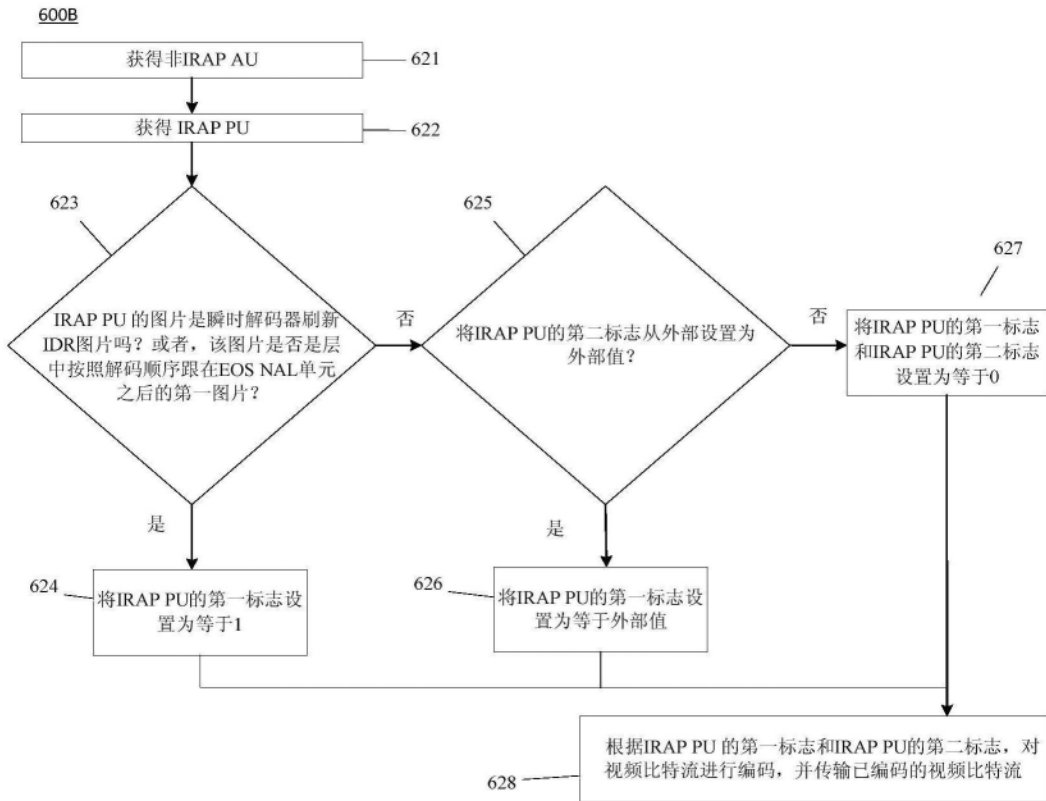 600B
获得非IRAP AU
621
获得 IRAP PU
622
623
IRAP PU 的图片是瞬时解码器刷新
IDR图片吗？或者，该图片是否是层
中按照解码顺序跟在EOS NAL单元
之后的第一图片？
否
625
将IRAP PU的第二标志从外部设置为
外部值？
否
627
将IRAP PU的第一标志
和IRAP PU的第二标志
设置为等于0
是
624
将IRAP PU的第一标志设
置为等于1
是
626
将IRAP PU的第一标志设
置为等于外部值
628
根据IRAP PU 的第一标志和IRAP PU的第二标志，对
视频比特流进行编码，并传输已编码的视频比特流